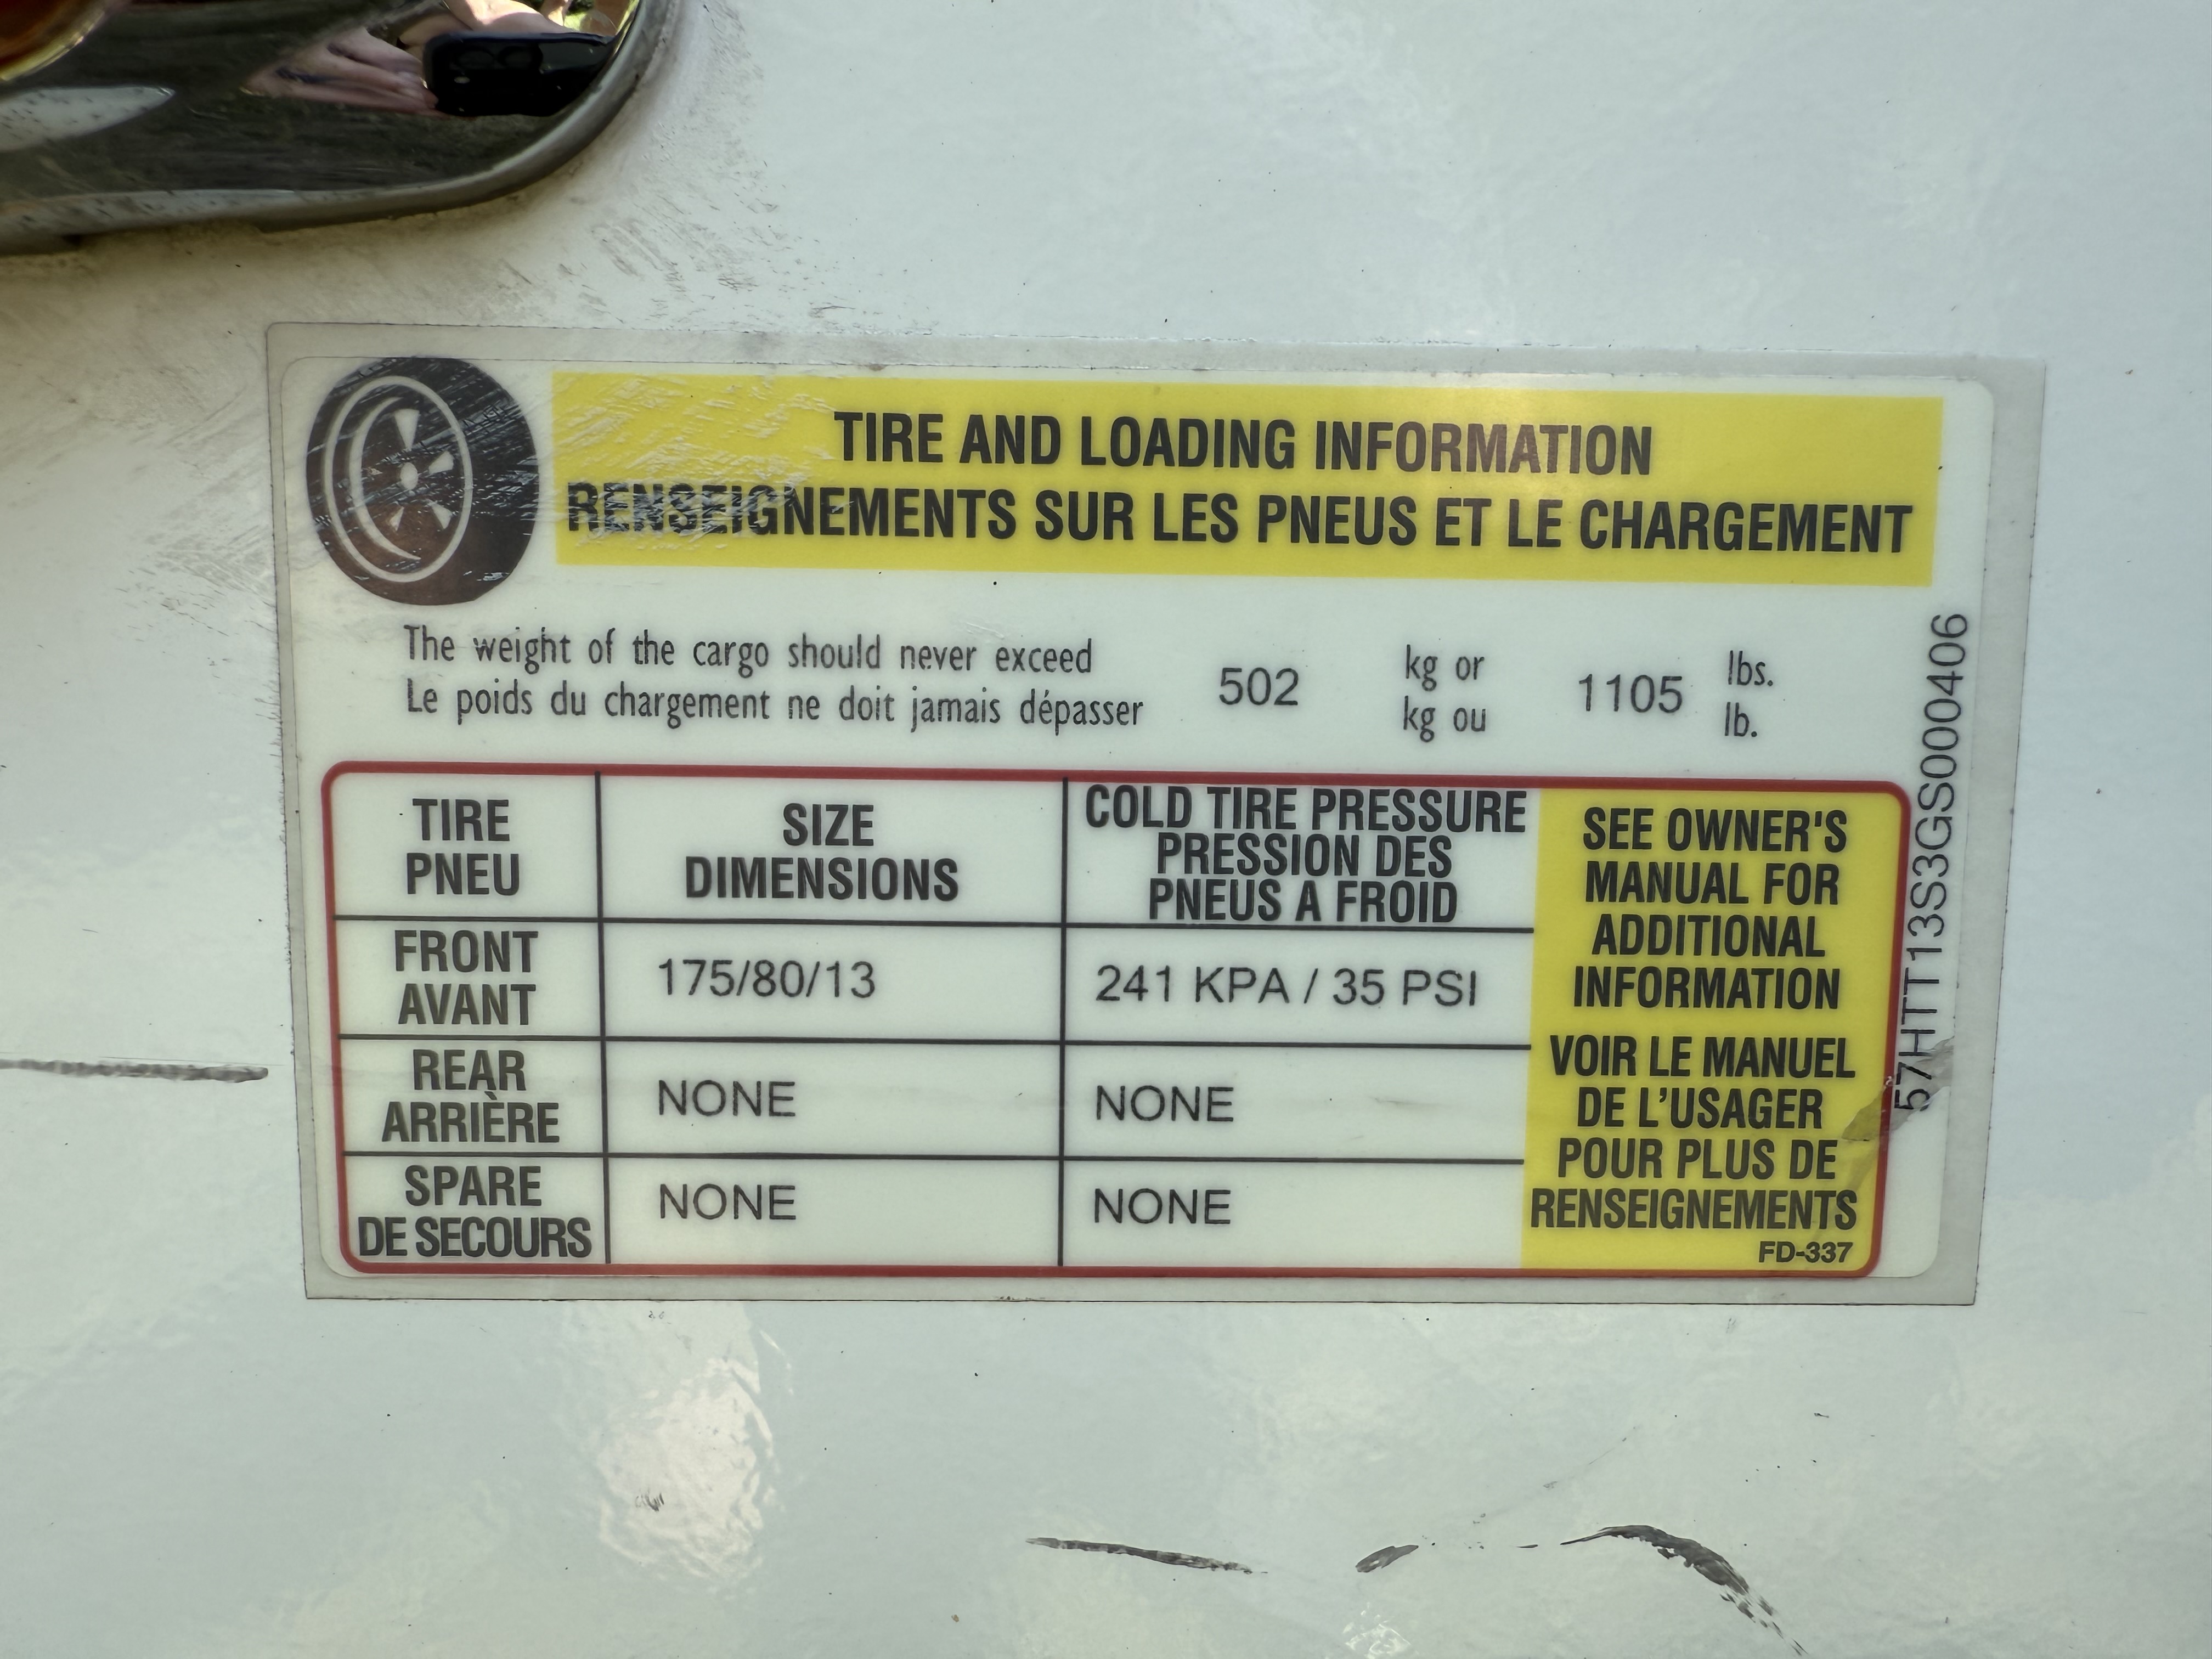 TIRE AND LOADING INFORMATION
RENSEIGNEMENTS SUR LES PNEUS ET LE CHARGEMENT
The weight of the cargo should never exceed 502 kg or 1105 lbs.
Le poids du chargement ne doit jamais dépasser kg ou lb.
TIRE
PNEU
SIZE
DIMENSIONS
COLD TIRE PRESSURE
PRESSION DES
PNEUS A FROID
FRONT
AVANT
175/80/13
241 KPA / 35 PSI
REAR
ARRIÈRE
NONE
NONE
SPARE
DE SECOURS
NONE
NONE
SEE OWNER'S
MANUAL FOR
ADDITIONAL
INFORMATION
VOIR LE MANUEL
DE L'USAGER
POUR PLUS DE
RENSEIGNEMENTS
FD-337
57HTT13S3GS000406